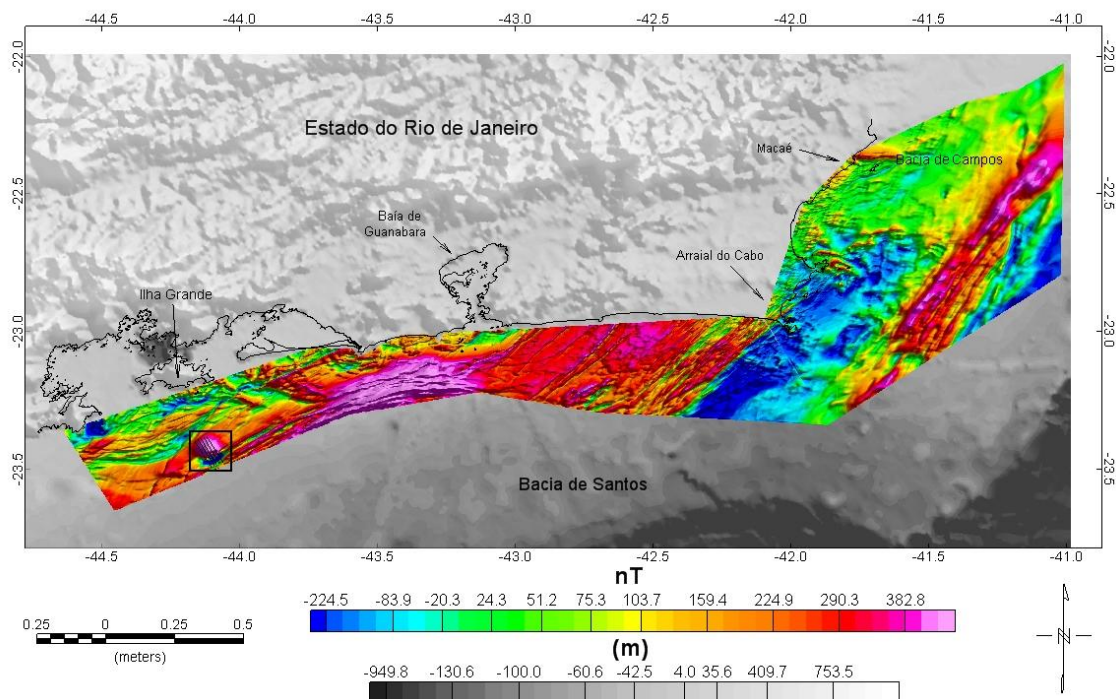 -44.5 -44.0 -43.5 -43.0 -42.5 -42.0 -41.5 -41.0
-22.0 -22.0
Estado do Rio de Janeiro
Macaé
Bacia de Campos
-22.5 -22.5
Baía de
Guanabara
Arraial do Cabo
Ilha Grande
-23.0 -23.0
-23.5 -23.5
Bacia de Santos
-44.5 -44.0 -43.5 -43.0 -42.5 -42.0 -41.5 -41.0
nT
-224.5 -83.9 -20.3 24.3 51.2 75.3 103.7 159.4 224.9 290.3 382.8
0.25 0 0.25 0.5
(meters)
(m)
-949.8 -130.6 -100.0 -60.6 -42.5 4.0 35.6 409.7 753.5
N